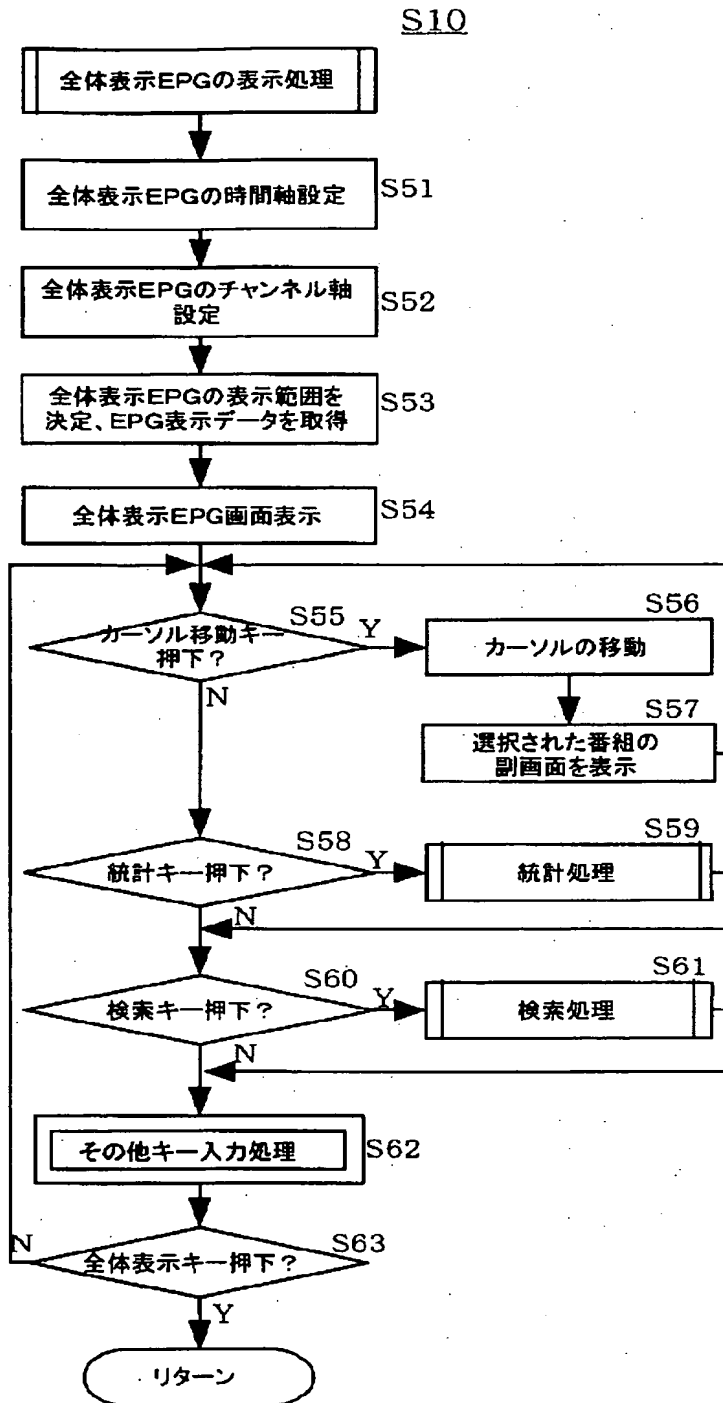 S10
全体表示EPGの表示処理
全体表示EPGの時間軸設定
S51
全体表示EPGのチャンネル軸
設定
S52
全体表示EPGの表示範囲を
決定、EPG表示データを取得
S53
全体表示EPG画面表示
S54
S55
カーソル移動キー
押下？
Y
N
S56
カーソルの移動
S57
選択された番組の
副画面を表示
S58
統計キー押下？
Y
N
S59
統計処理
S60
検索キー押下？
Y
N
S61
検索処理
その他キー入力処理
S62
S63
全体表示キー押下？
N
Y
リターン